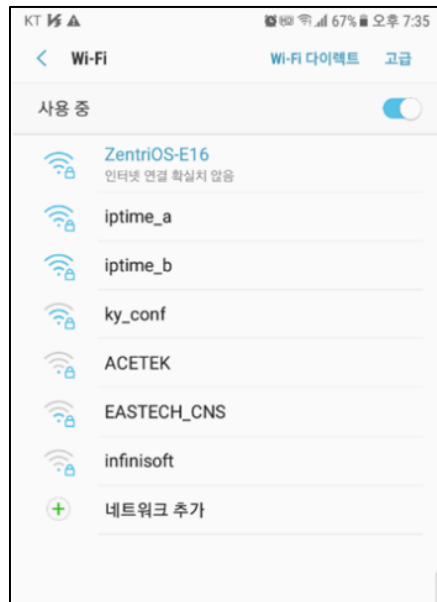 KT 67% 오후 7:35
Wi-Fi Wi-Fi 다이렉트 고급
사용 중
ZentriOS-E16
인터넷 연결 확실치 않음
iptime_a
iptime_b
ky_conf
ACETEK
EASTECH_CNS
infinisoft
네트워크 추가